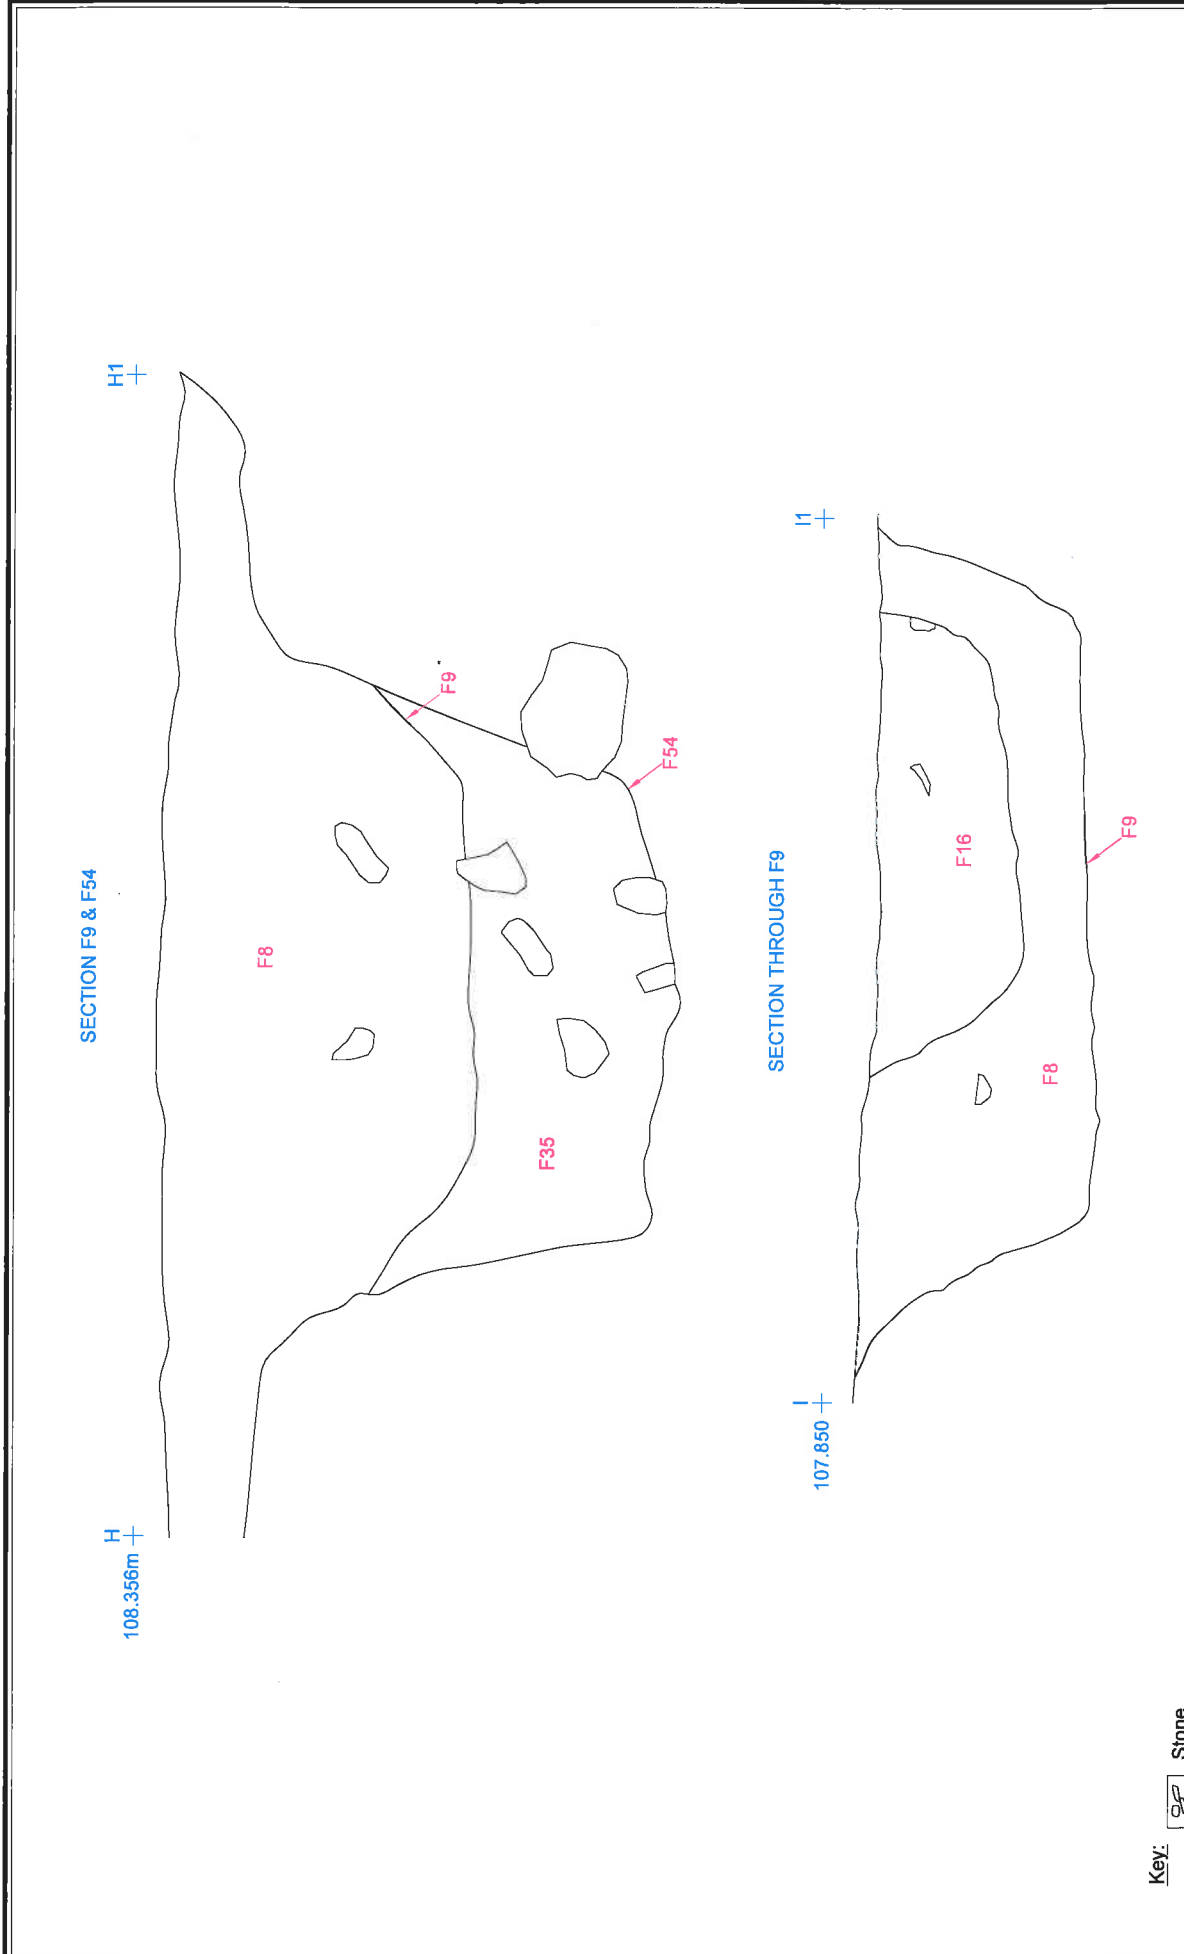 SECTION F9 & F54
108.356m
H
H1
F8
F9
F35
F54
SECTION THROUGH F9
107.850
I
I1
F16
F8
F9
Key:
Stone